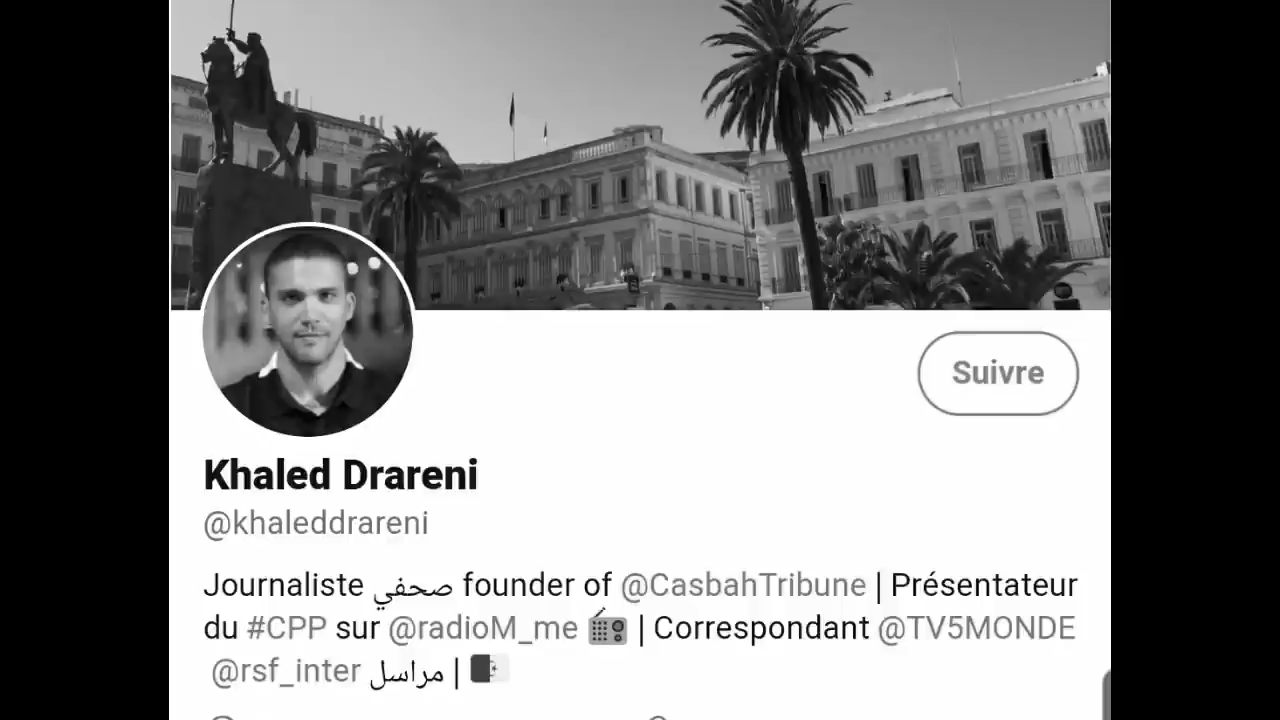 Suivre
Khaled Drareni
@khaleddrareni
Journaliste صحفي founder of @CasbahTribune | Présentateur
du #CPP sur @radioM_me 📻 | Correspondant @TV5MONDE
@rsf_inter مراسل | 🇩🇿